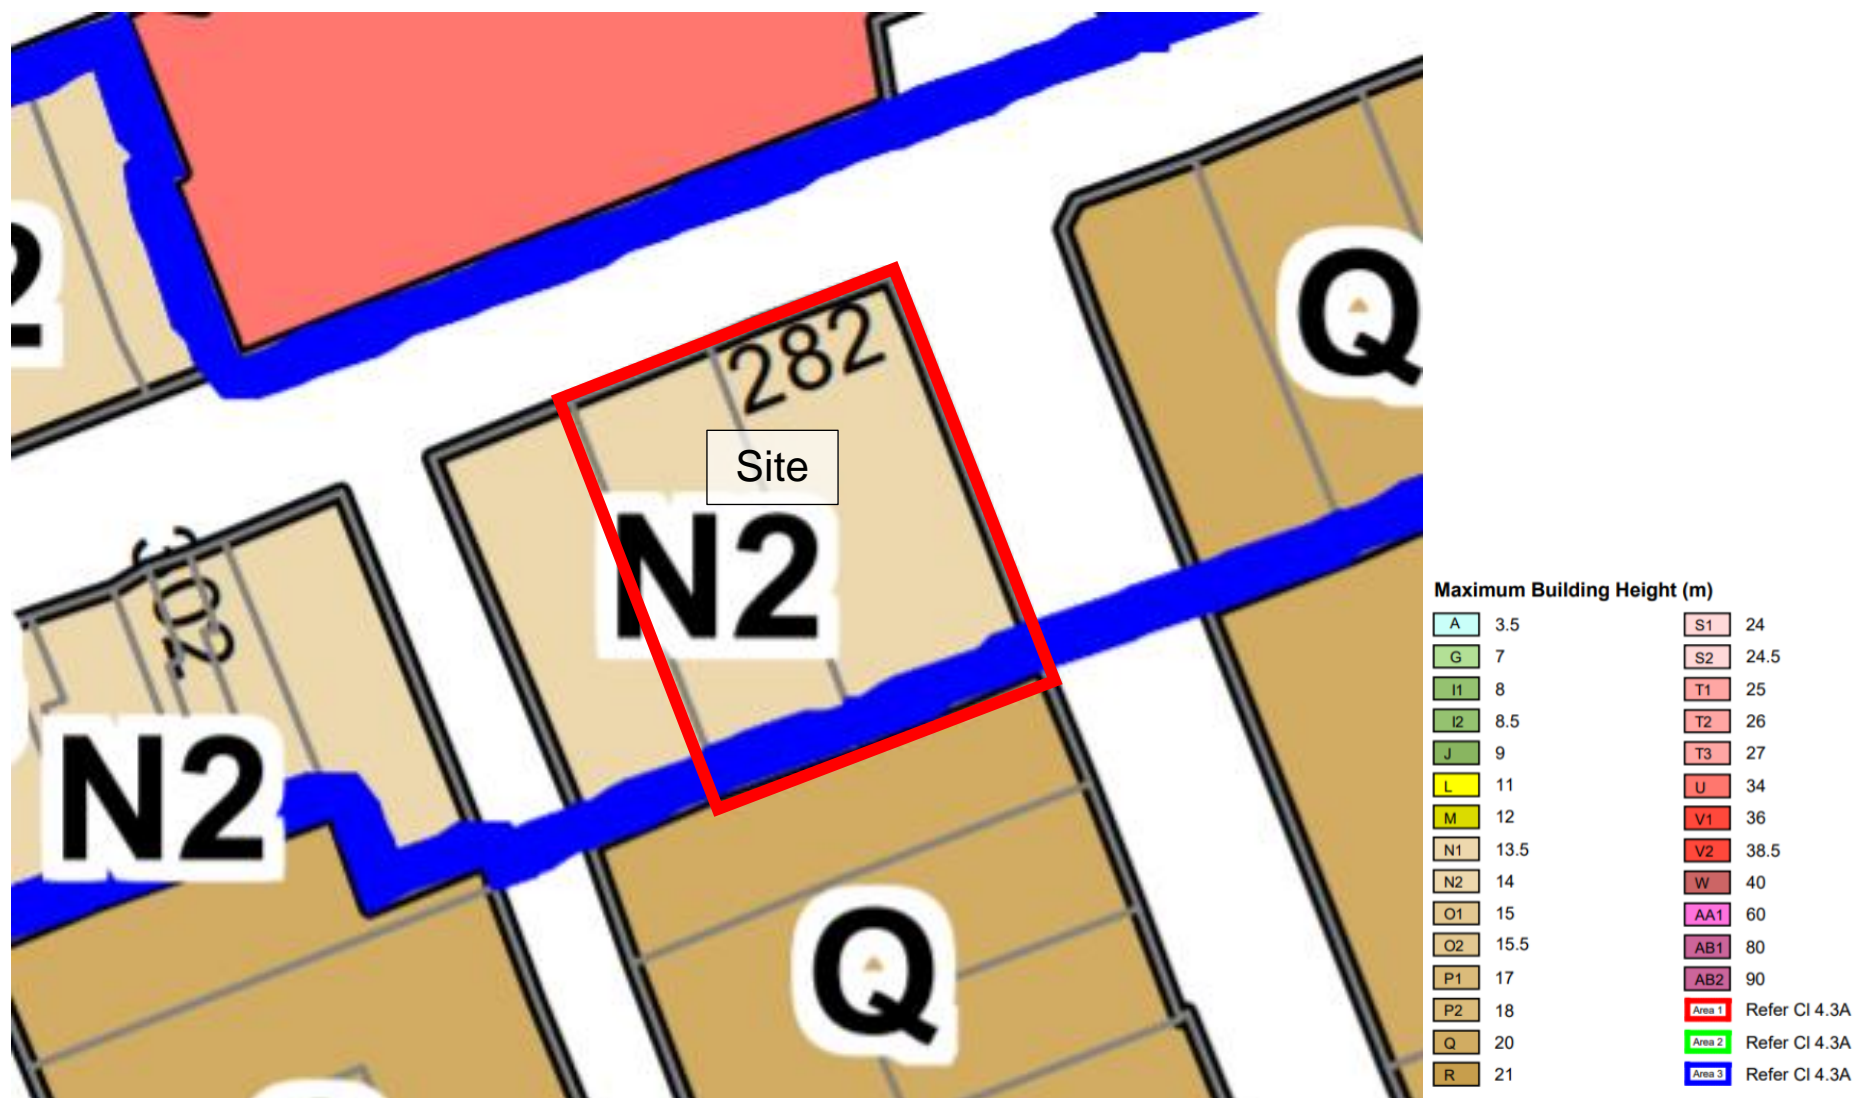 2
282
Site
Q
N2
302
N2
Q
Maximum Building Height (m)
A 3.5
G 7
I1 8
I2 8.5
J 9
L 11
M 12
N1 13.5
N2 14
O1 15
O2 15.5
P1 17
P2 18
Q 20
R 21
S1 24
S2 24.5
T1 25
T2 26
T3 27
U 34
V1 36
V2 38.5
W 40
AA1 60
AB1 80
AB2 90
Area 1 Refer Cl 4.3A
Area 2 Refer Cl 4.3A
Area 3 Refer Cl 4.3A